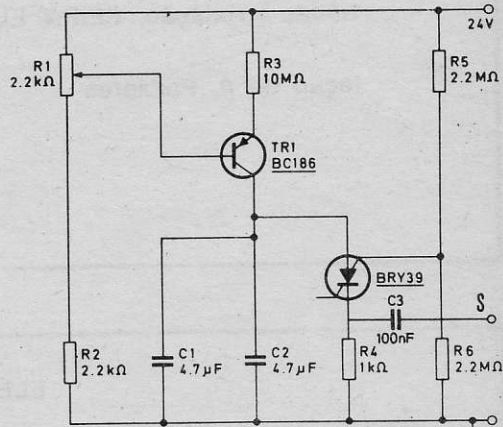 24V
R1
2.2kΩ
R3
10MΩ
R5
2.2MΩ
TR1
BC186
BRY39
C3
100nF
S
R2
2.2kΩ
C1
4.7µF
C2
4.7µF
R4
1kΩ
R6
2.2MΩ